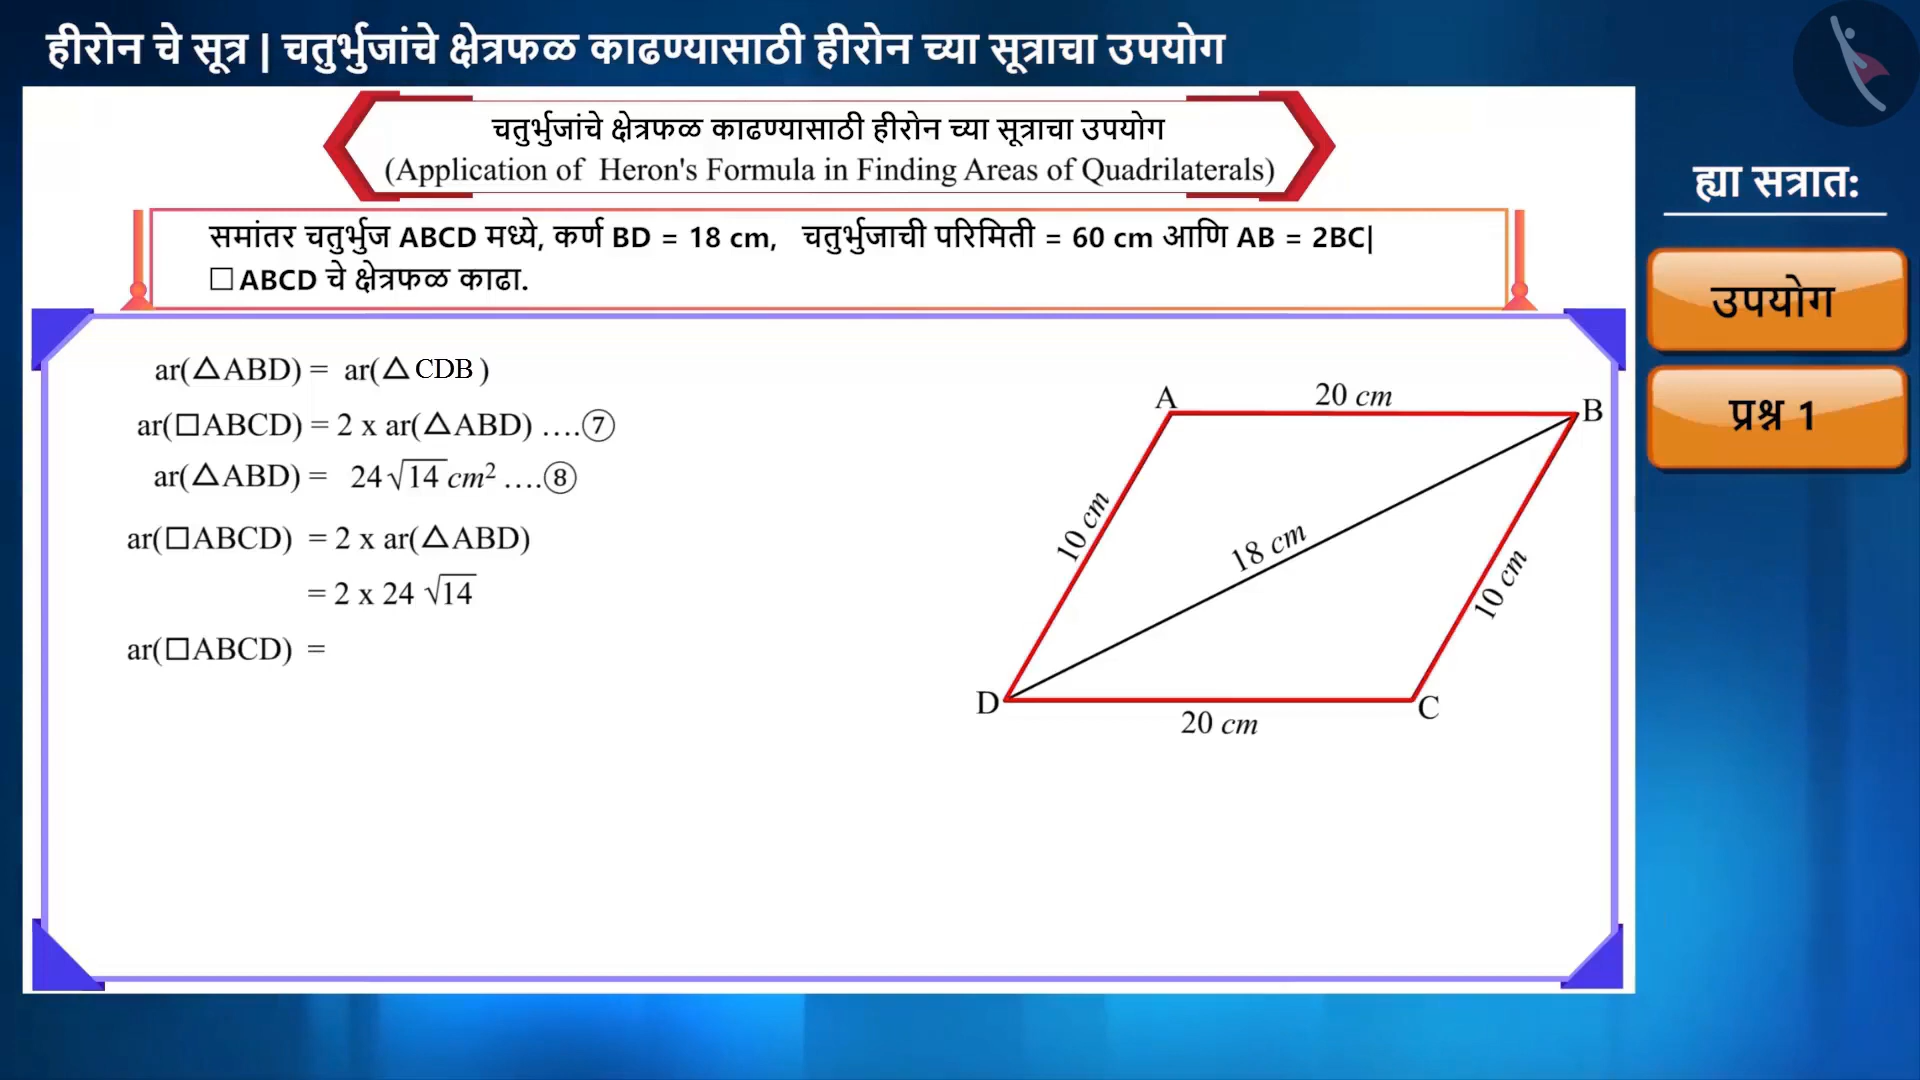 हीरोन चे सूत्र | चतुर्भुजांचे क्षेत्रफळ काढण्यासाठी हीरोन च्या सूत्राचा उपयोग
चतुर्भुजांचे क्षेत्रफळ काढण्यासाठी हीरोन च्या सूत्राचा उपयोग
(Application of Heron's Formula in Finding Areas of Quadrilaterals)
समांतर चतुर्भुज ABCD मध्ये, कर्ण BD = 18 cm, चतुर्भुजाची परिमिती = 60 cm आणि AB = 2BC|
□ ABCD चे क्षेत्रफळ काढा.
ar(△ABD) = ar(△ CDB )
ar(□ABCD) = 2 x ar(△ABD) ....⑦
ar(△ABD) = 24√14 cm² ....⑧
ar(□ABCD) = 2 x ar(△ABD)
= 2 x 24 √14
ar(□ABCD) =
A
20 cm
B
10 cm
18 cm
10 cm
D
20 cm
C
ह्या सत्रात:
उपयोग
प्रश्न 1